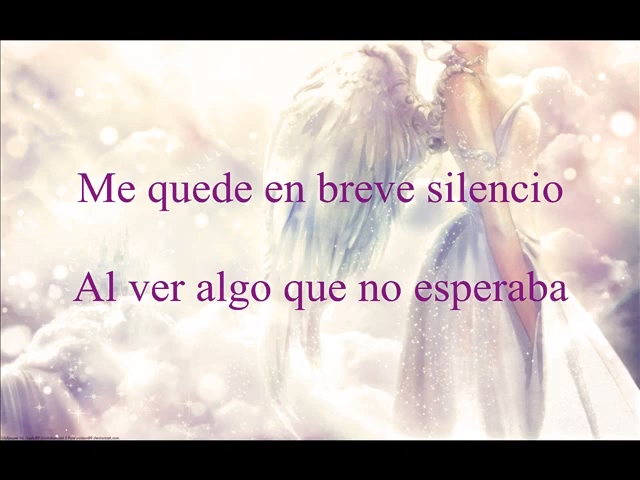 Me quede en breve silencio
Al ver algo que no esperaba